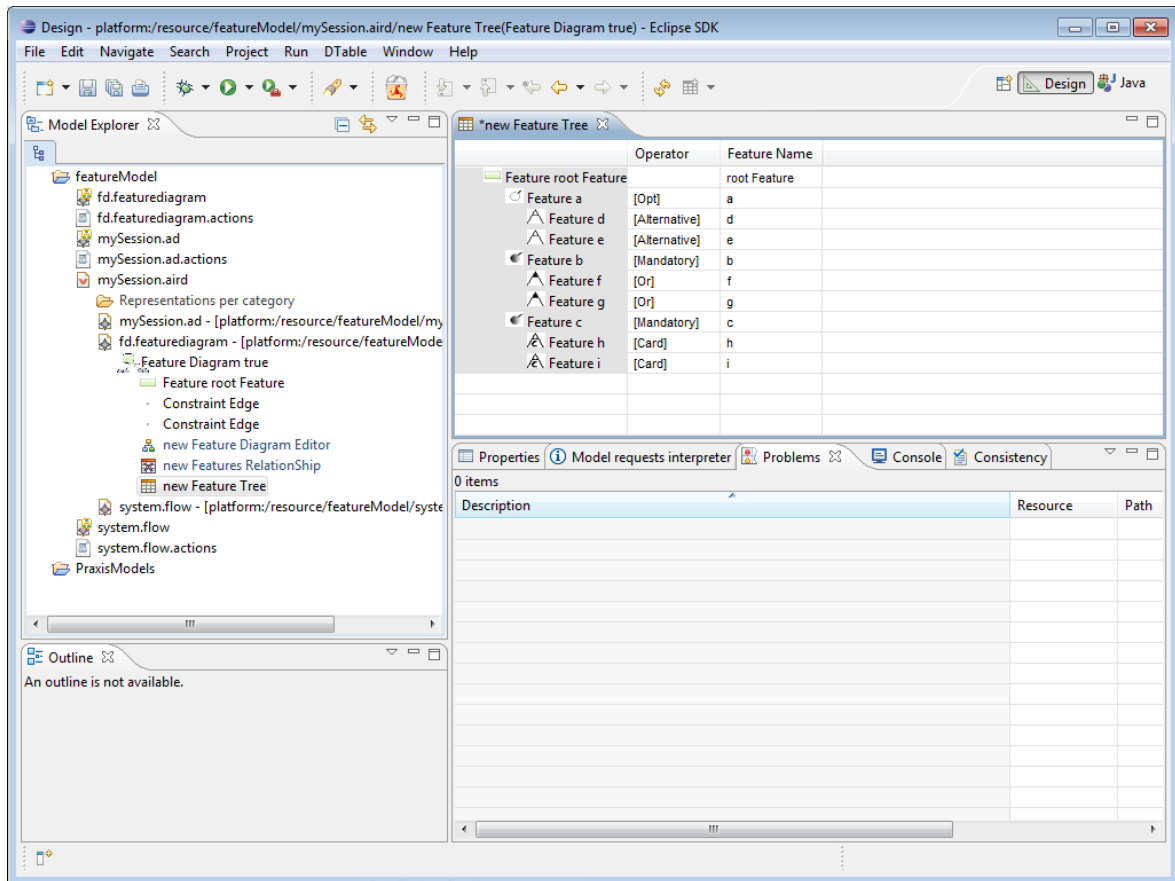 Design - platform:/resource/featureModel/mySession.aird/new Feature Tree(Feature Diagram true) - Eclipse SDK
File Edit Navigate Search Project Run DTable Window Help
Design Java
Model Explorer
featureModel
fd.featurediagram
fd.featurediagram.actions
mySession.ad
mySession.ad.actions
mySession.aird
Representations per category
mySession.ad - [platform:/resource/featureModel/my
fd.featurediagram - [platform:/resource/featureMode
Feature Diagram true
Feature root Feature
Constraint Edge
Constraint Edge
new Feature Diagram Editor
new Features RelationShip
new Feature Tree
system.flow - [platform:/resource/featureModel/syste
system.flow
system.flow.actions
PraxisModels
Outline
An outline is not available.
*new Feature Tree
Operator Feature Name
Feature root Feature root Feature
Feature a [Opt] a
Feature d [Alternative] d
Feature e [Alternative] e
Feature b [Mandatory] b
Feature f [Or] f
Feature g [Or] g
Feature c [Mandatory] c
Feature h [Card] h
Feature i [Card] i
Properties Model requests interpreter Problems Console Consistency
0 items
Description Resource Path